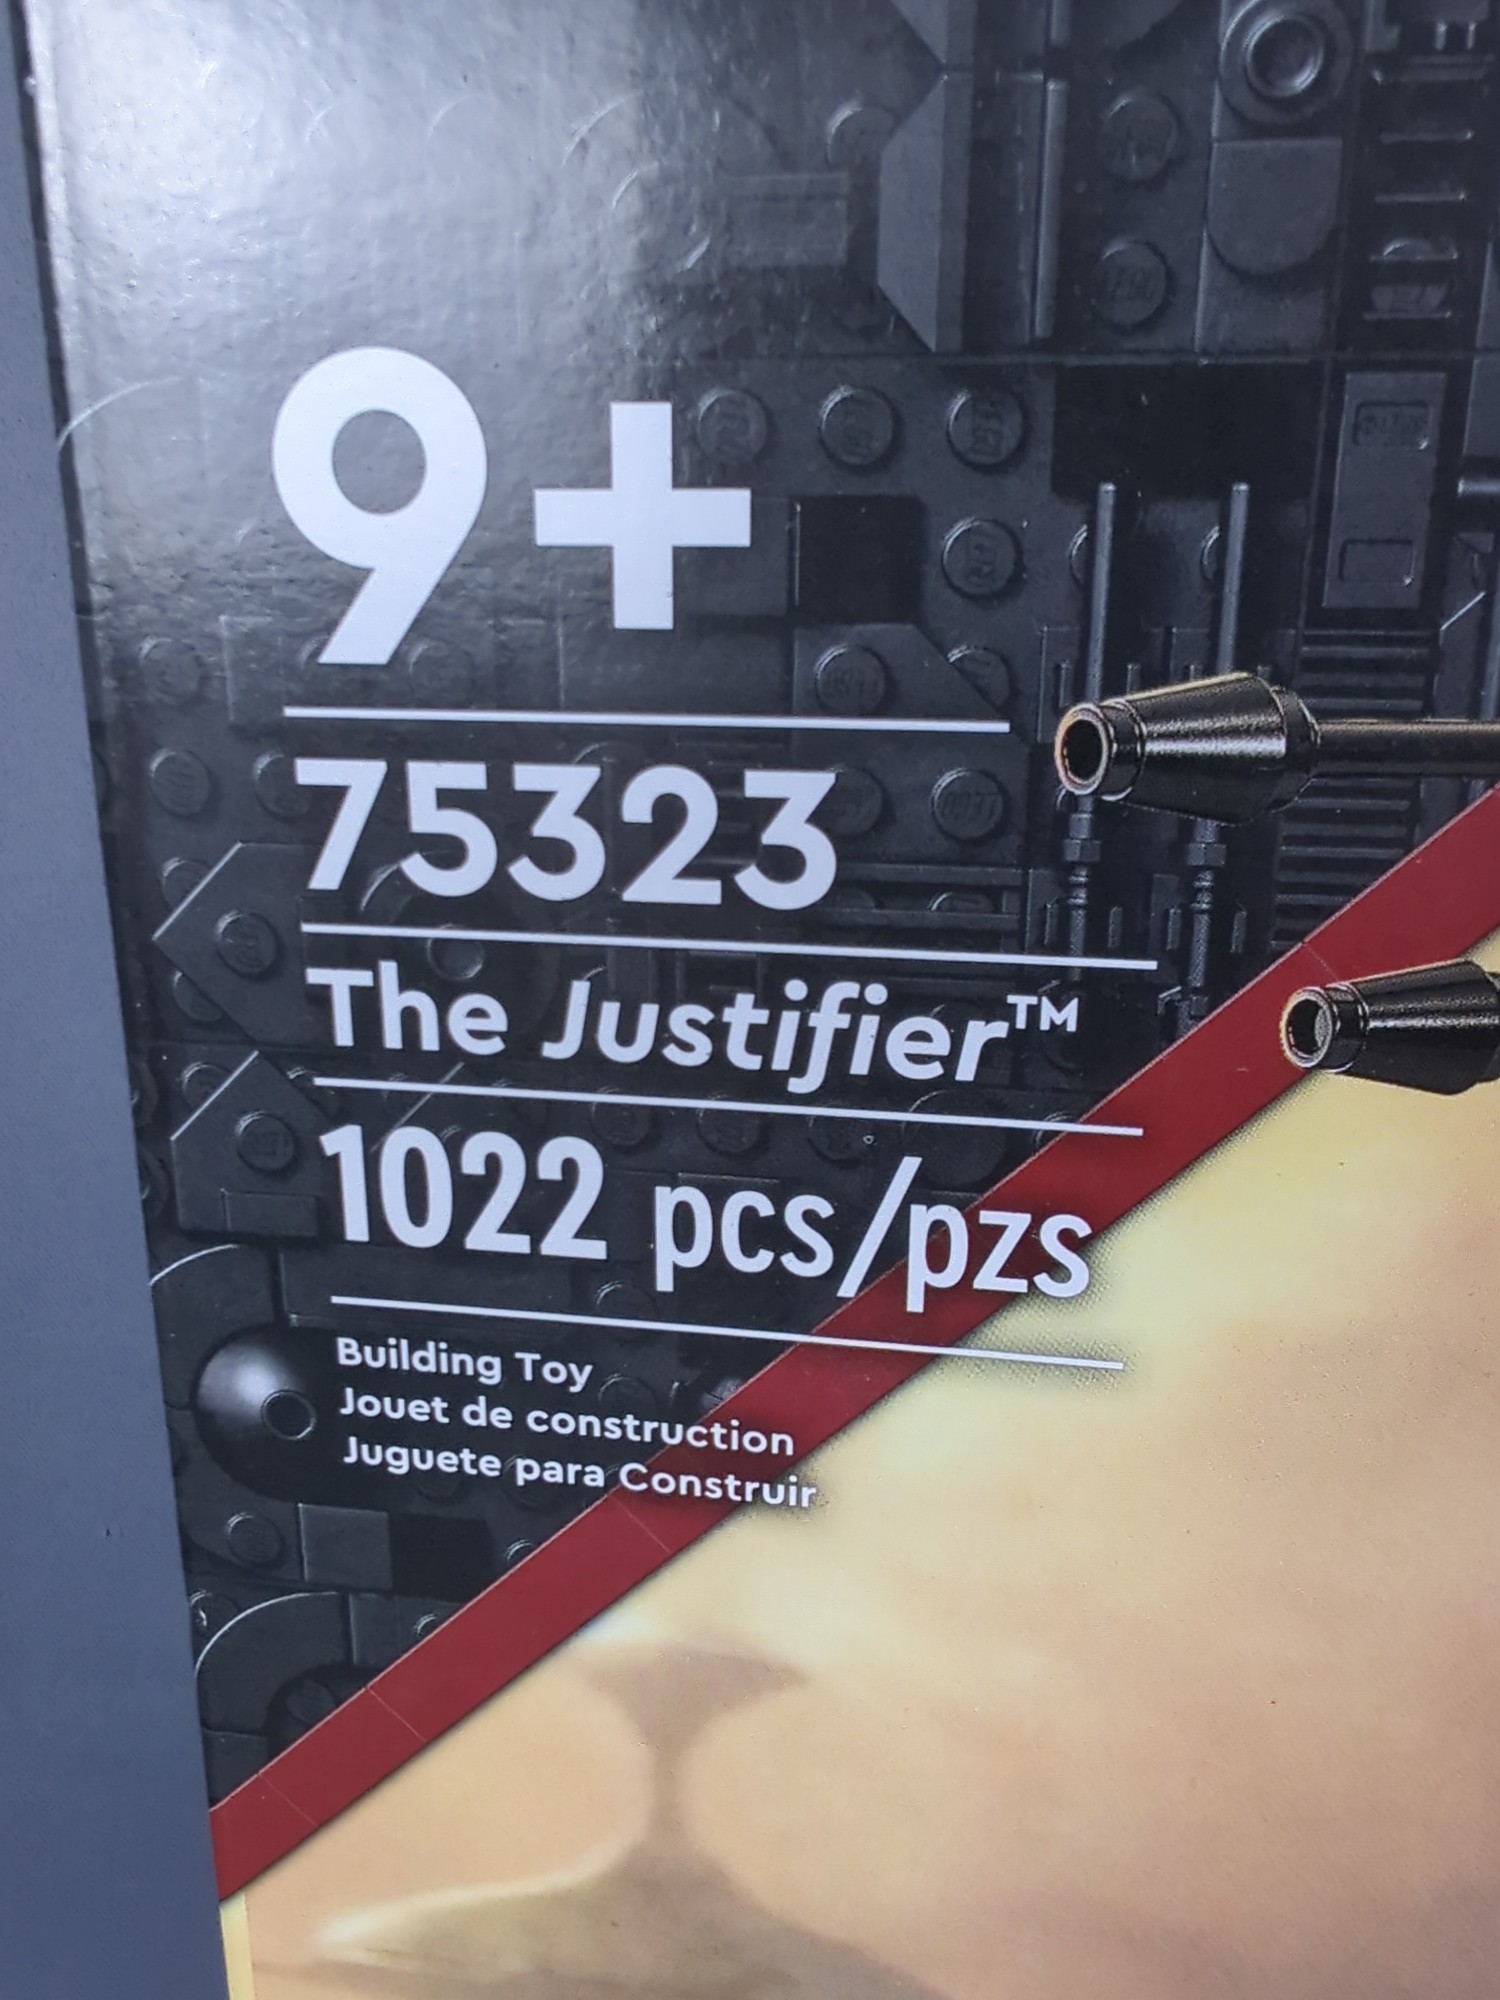 9+
75323
The Justifier™
1022 pcs/pzs
Building Toy
Jouet de construction
Juguete para Construir